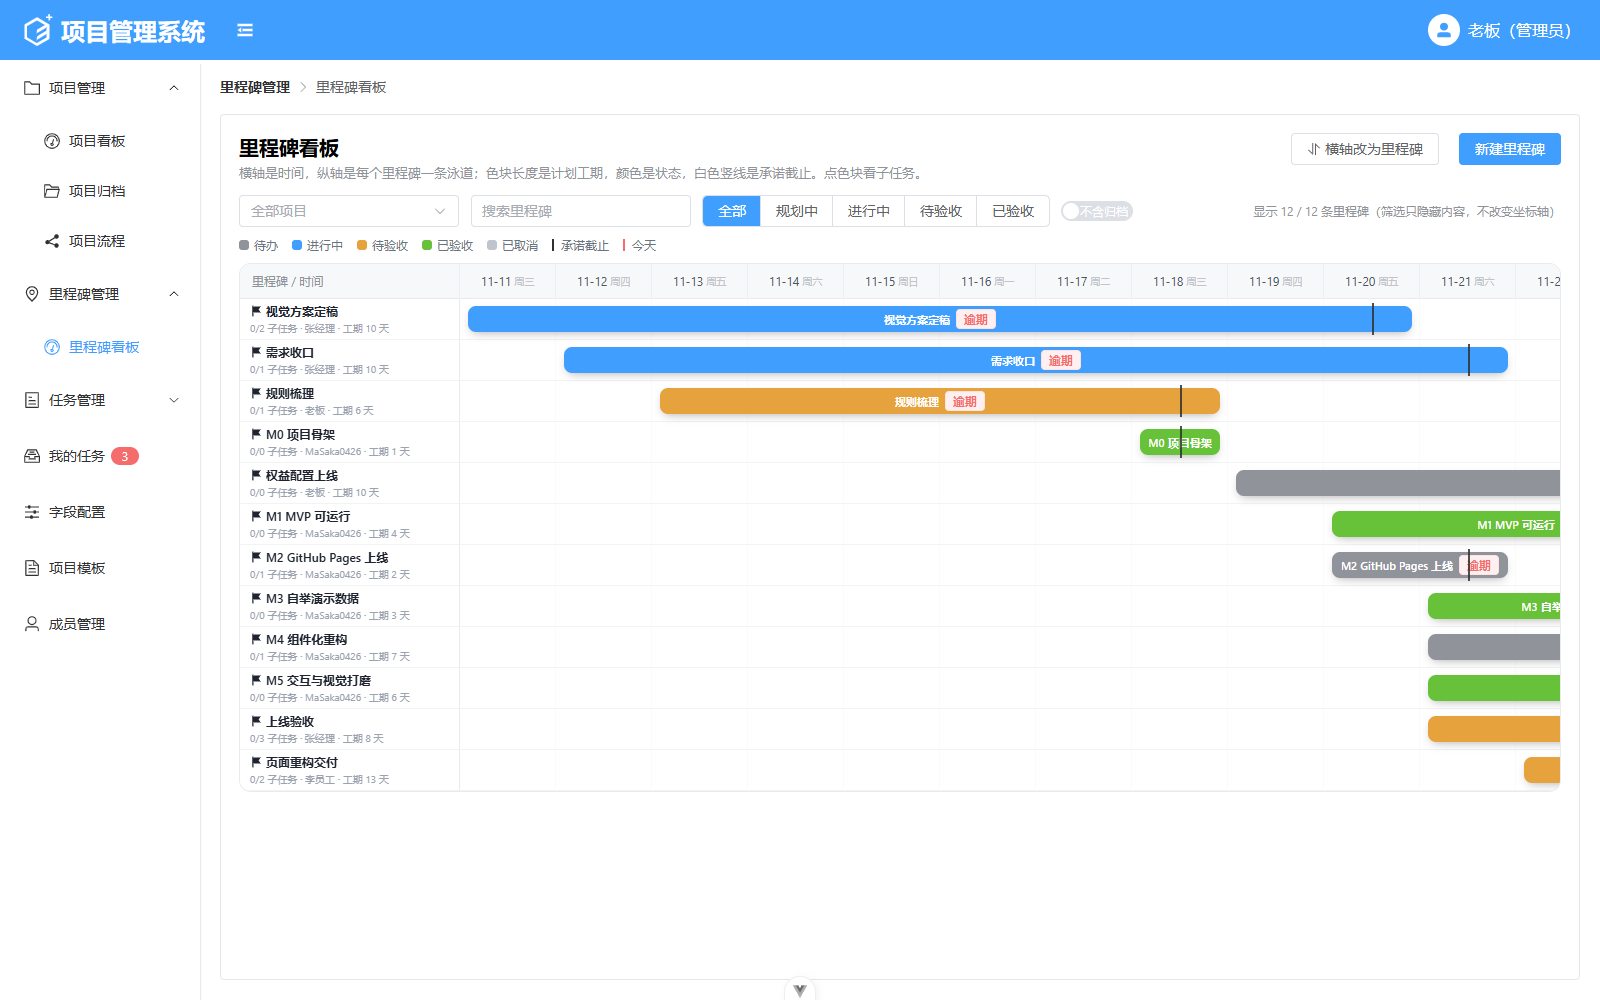 项目管理系统
老板（管理员）
项目管理
项目看板
项目归档
项目流程
里程碑管理
里程碑看板
任务管理
我的任务 3
字段配置
项目模板
成员管理
里程碑管理 > 里程碑看板
里程碑看板
横轴改为里程碑
新建里程碑
横轴是时间，纵轴是每个里程碑一条泳道；色块长度是计划工期，颜色是状态，白色竖线是承诺截止。点色块看子任务。
全部项目 搜索里程碑 全部 规划中 进行中 待验收 已验收 不含归档 显示 12 / 12 条里程碑（筛选只隐藏内容，不改变坐标轴）
待办 进行中 待验收 已验收 已取消 承诺截止 今天
里程碑 / 时间 11-11 周三 11-12 周四 11-13 周五 11-14 周六 11-15 周日 11-16 周一 11-17 周二 11-18 周三 11-19 周四 11-20 周五 11-21 周六 11-2
视觉方案定稿
0/2 子任务 · 张经理 · 工期 10 天
视觉方案定稿 逾期
需求收口
0/1 子任务 · 张经理 · 工期 10 天
需求收口 逾期
规则梳理
0/1 子任务 · 老板 · 工期 6 天
规则梳理 逾期
M0 项目骨架
0/0 子任务 · MaSaka0426 · 工期 1 天
M0 项目骨架
权益配置上线
0/0 子任务 · 老板 · 工期 10 天
M1 MVP 可运行
0/0 子任务 · MaSaka0426 · 工期 4 天
M1 MVP 可运行
M2 GitHub Pages 上线
0/1 子任务 · MaSaka0426 · 工期 2 天
M2 GitHub Pages 上线 逾期
M3 自举演示数据
0/0 子任务 · MaSaka0426 · 工期 3 天
M3 自举
M4 组件化重构
0/1 子任务 · MaSaka0426 · 工期 7 天
M5 交互与视觉打磨
0/0 子任务 · MaSaka0426 · 工期 6 天
上线验收
0/3 子任务 · 张经理 · 工期 8 天
页面重构交付
0/2 子任务 · 李员工 · 工期 13 天